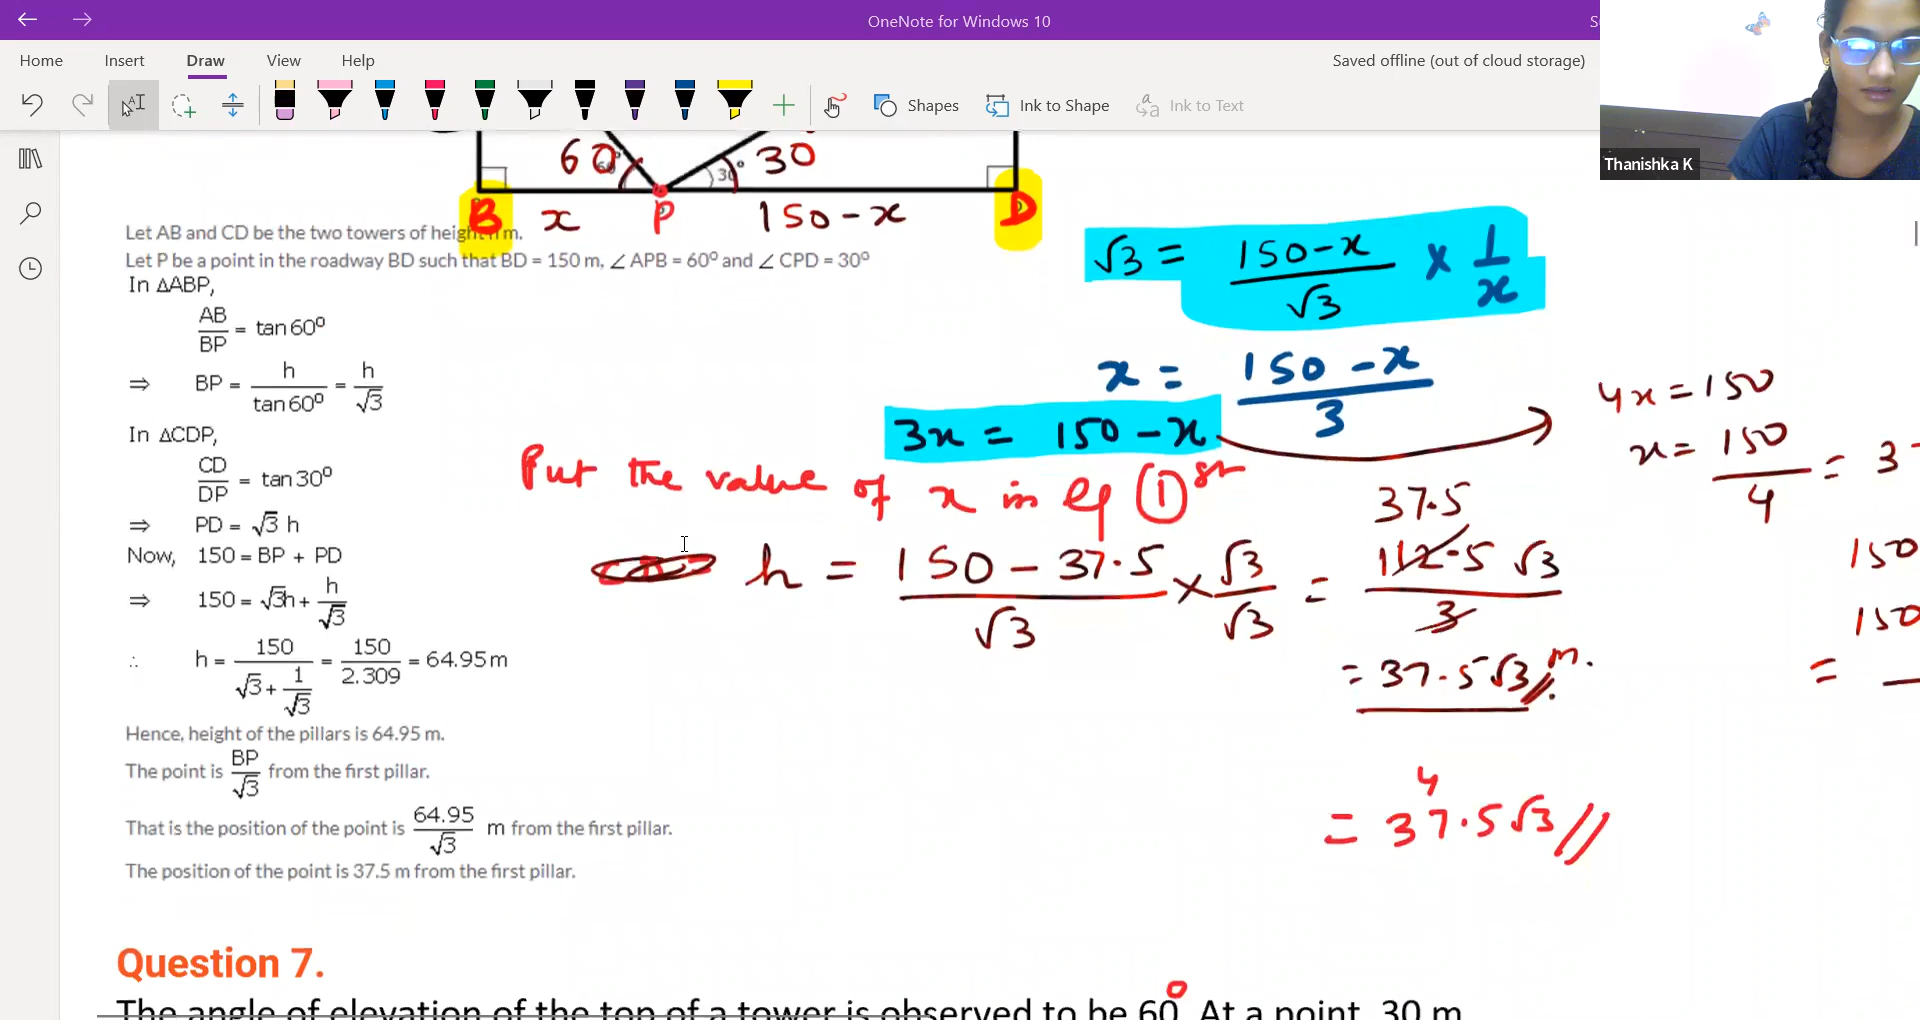 OneNote for Windows 10
Home Insert Draw View Help Saved offline (out of cloud storage)
Shapes Ink to Shape Ink to Text
Thanishka K
60° 30
B x P 150-x D
Let AB and CD be the two towers of height h m.
Let P be a point in the roadway BD such that BD = 150 m, ∠ APB = 60° and ∠ CPD = 30°
In ΔABP,
AB/BP = tan 60°
⇒ BP = h/tan 60° = h/√3
In ΔCDP,
CD/DP = tan 30°
⇒ PD = √3 h
Now, 150 = BP + PD
⇒ 150 = √3h + h/√3
∴ h = 150/(√3 + 1/√3) = 150/2.309 = 64.95 m
Hence, height of the pillars is 64.95 m.
The point is BP/√3 from the first pillar.
That is the position of the point is 64.95/√3 m from the first pillar.
The position of the point is 37.5 m from the first pillar.
√3 = (150-x)/√3 × 1/x
x = (150-x)/3
3x = 150-x
4x = 150
x = 150/4 = 3
Put the value of x in eq ① st
h = (150 - 37.5)/√3 × √3/√3 = 112.5 √3/3
37.5
= 37.5√3 m.
150
150
=
4
= 37.5√3 //
Question 7.
The angle of elevation of the top of a tower is observed to be 60°. At a point, 30 m